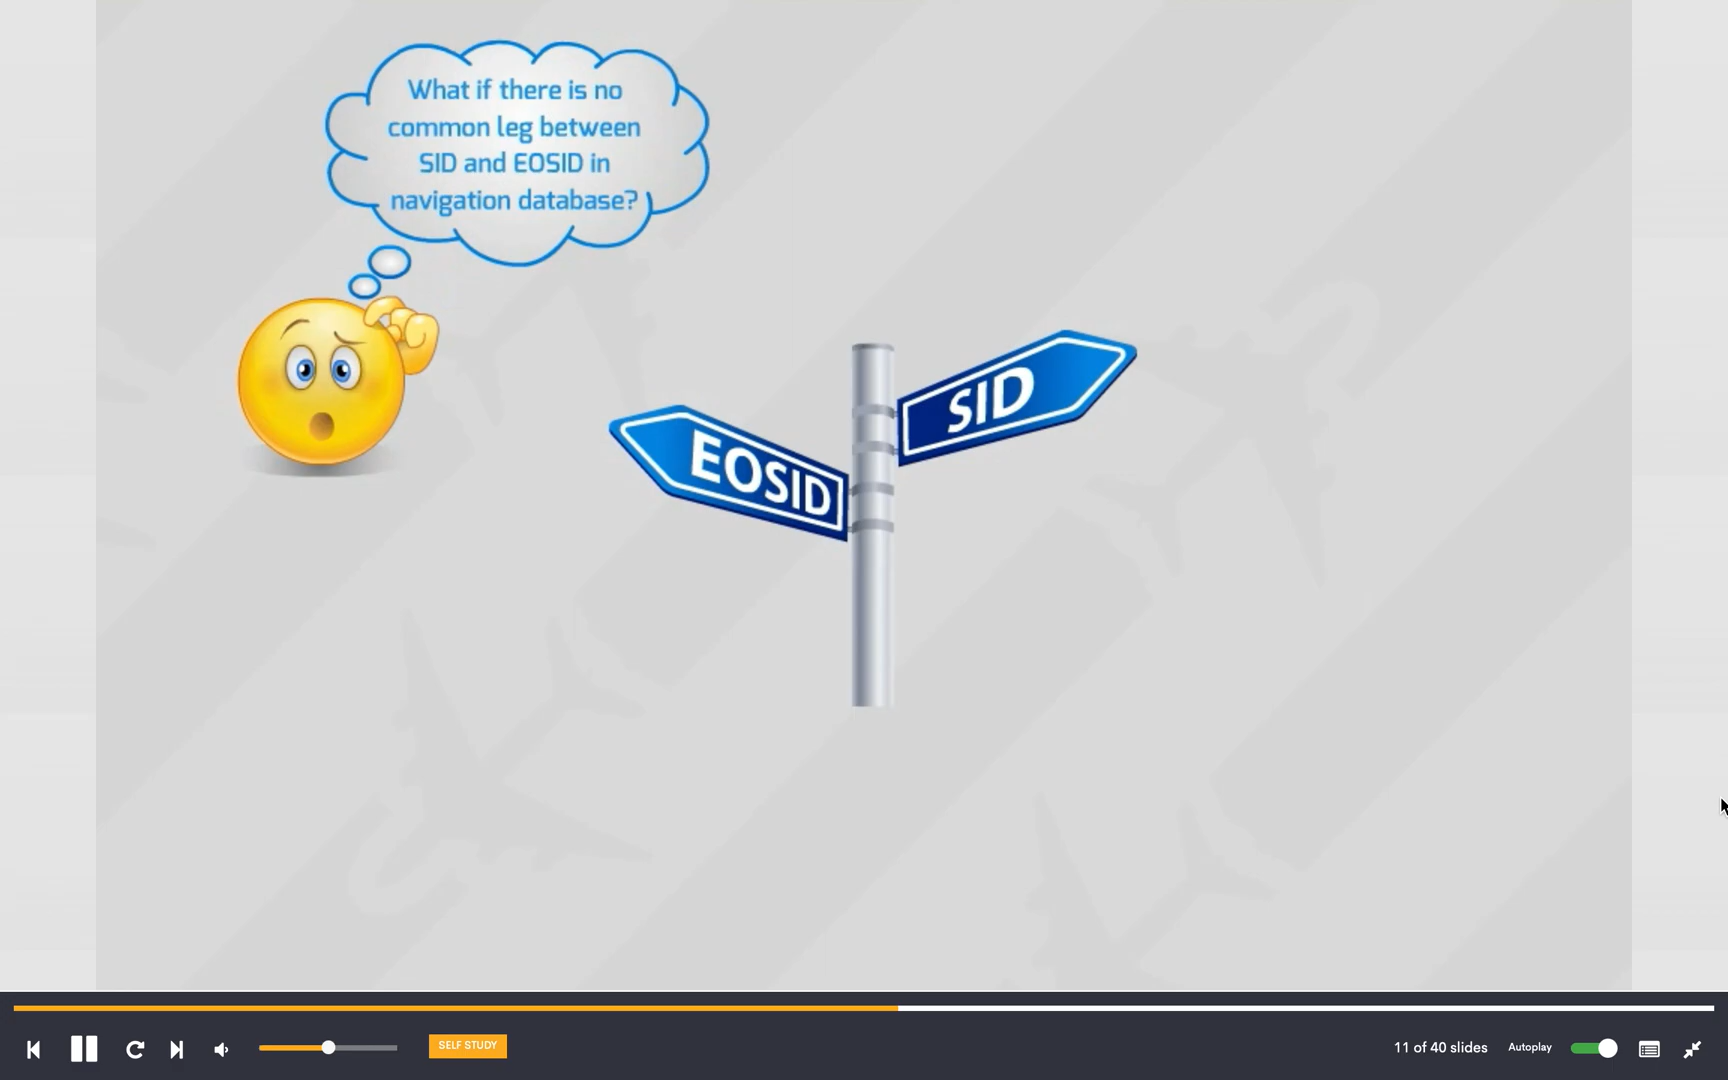 What if there is no
common leg between
SID and EOSID in
navigation database?
SID
EOSID
SELF STUDY
11 of 40 slides
Autoplay